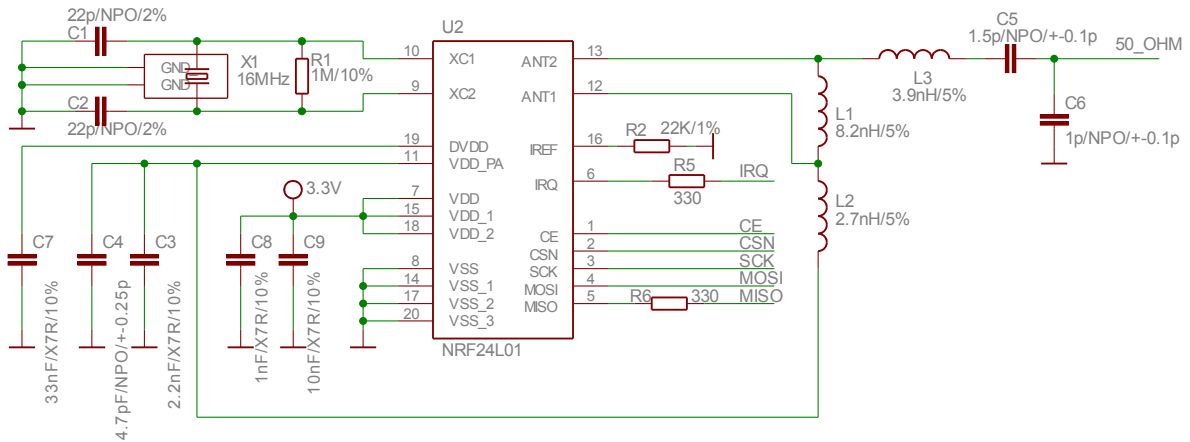 22p/NPO/2%
C1
GND
GND
X1
16MHz
R1
1M/10%
C2
22p/NPO/2%
U2
10
XC1
9
XC2
19
DVDD
11
VDD_PA
7
VDD
15
VDD_1
18
VDD_2
8
VSS
14
VSS_1
17
VSS_2
20
VSS_3
NRF24L01
ANT2
13
ANT1
12
IREF
16
IRQ
6
CE
1
CSN
2
SCK
3
MOSI
4
MISO
5
R2
22K/1%
R5
330
IRQ
CE
CSN
SCK
MOSI
MISO
R6
330
L3
3.9nH/5%
C5
1.5p/NPO/+-0.1p
50_OHM
C6
1p/NPO/+-0.1p
L1
8.2nH/5%
L2
2.7nH/5%
3.3V
C7
33nF/X7R/10%
C4
4.7pF/NPO/+-0.25p
C3
2.2nF/X7R/10%
C8
1nF/X7R/10%
C9
10nF/X7R/10%